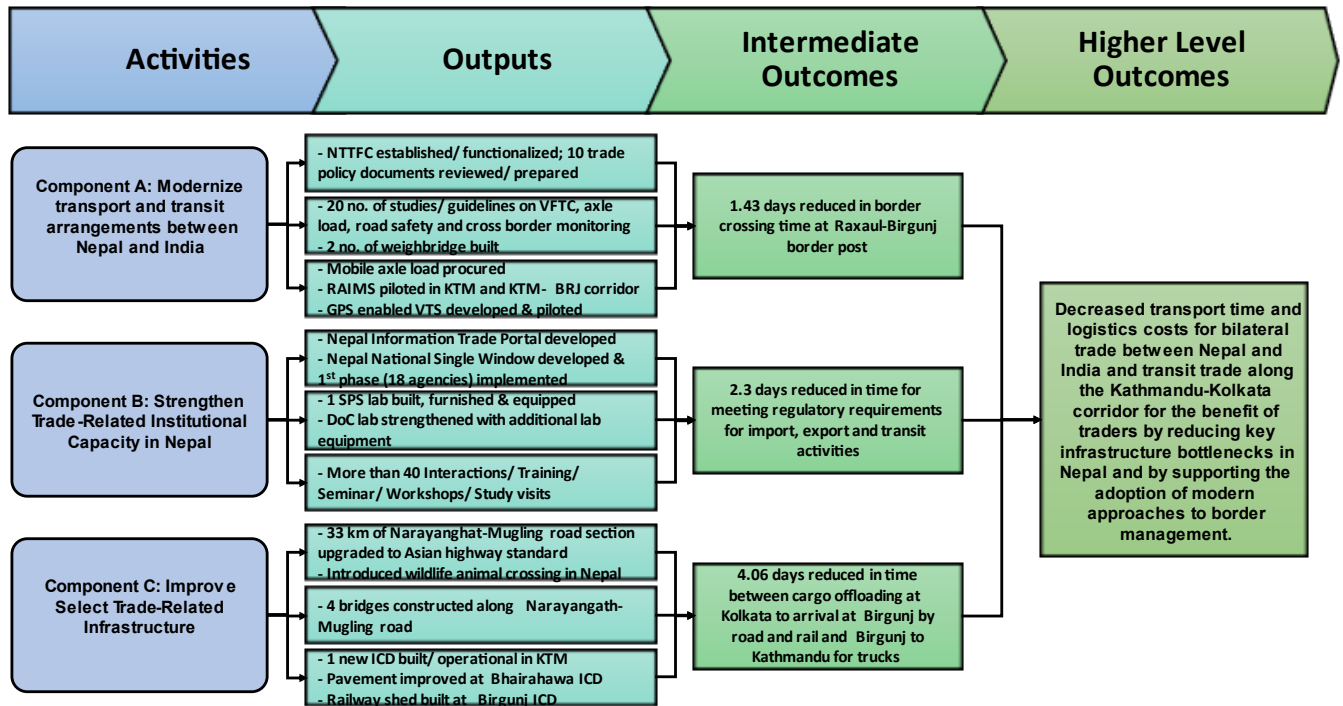 Activities
Outputs
Intermediate
Outcomes
Higher Level
Outcomes
Component A: Modernize
transport and transit
arrangements between
Nepal and India
- NTTFC established/ functionalized; 10 trade
policy documents reviewed/ prepared
- 20 no. of studies/ guidelines on VFTC, axle
load, road safety and cross border monitoring
- 2 no. of weighbridge built
- Mobile axle load procured
- RAIMS piloted in KTM and KTM- BRJ corridor
- GPS enabled VTS developed & piloted
1.43 days reduced in border
crossing time at Raxaul-Birgunj
border post
Component B: Strengthen
Trade-Related Institutional
Capacity in Nepal
- Nepal Information Trade Portal developed
- Nepal National Single Window developed &
1st phase (18 agencies) implemented
- 1 SPS lab built, furnished & equipped
- DoC lab strengthened with additional lab
equipment
- More than 40 Interactions/ Training/
Seminar/ Workshops/ Study visits
2.3 days reduced in time for
meeting regulatory requirements
for import, export and transit
activities
Component C: Improve
Select Trade-Related
Infrastructure
- 33 km of Narayanghat-Mugling road section
upgraded to Asian highway standard
- Introduced wildlife animal crossing in Nepal
- 4 bridges constructed along Narayangath-
Mugling road
- 1 new ICD built/ operational in KTM
- Pavement improved at Bhairahawa ICD
- Railway shed built at Birgunj ICD
4.06 days reduced in time
between cargo offloading at
Kolkata to arrival at Birgunj by
road and rail and Birgunj to
Kathmandu for trucks
Decreased transport time and
logistics costs for bilateral
trade between Nepal and
India and transit trade along
the Kathmandu-Kolkata
corridor for the benefit of
traders by reducing key
infrastructure bottlenecks in
Nepal and by supporting the
adoption of modern
approaches to border
management.